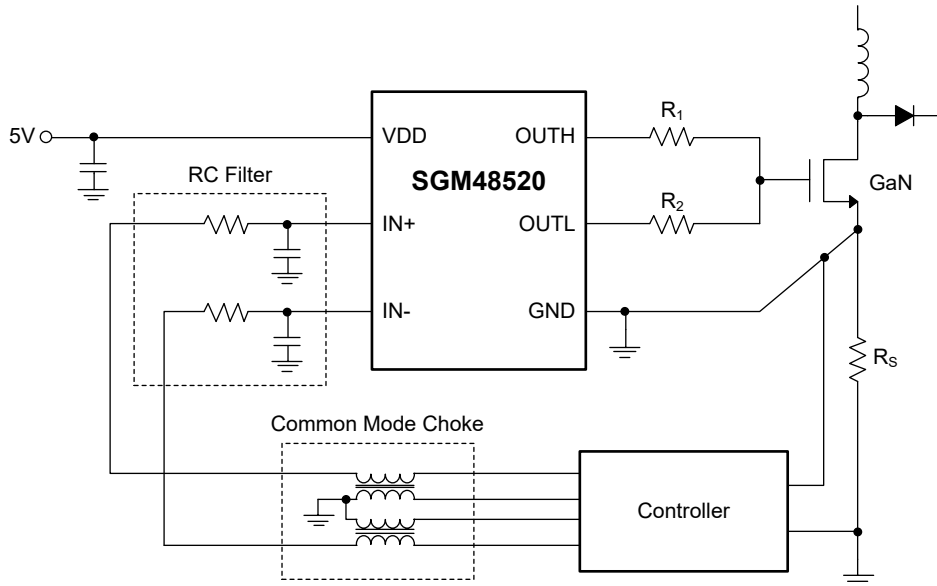 5V
VDD
OUTH
R1
SGM48520
RC Filter
GaN
IN+
OUTL
R2
IN-
GND
RS
Common Mode Choke
Controller